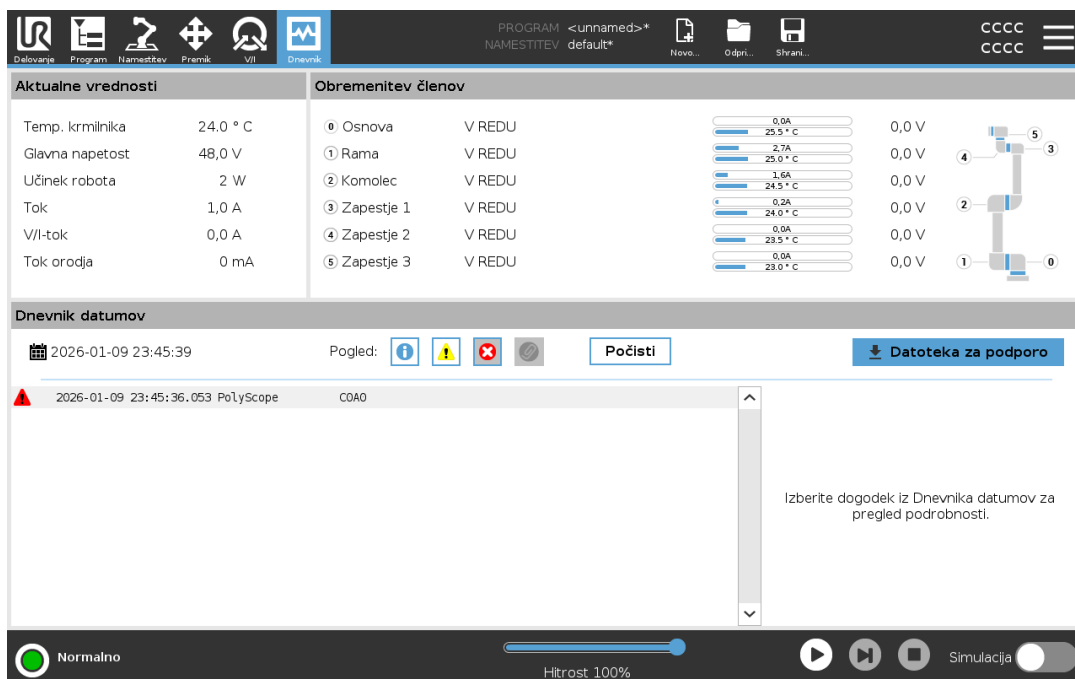 PROGRAM <unnamed>*
NAMESTITEV default*
CCCC
CCCC
Delovanje Program Namestitev Premik V/I Dnevnik Novo... Odpri... Shrani...
Aktualne vrednosti
Obremenitev členov
Temp. krmilnika 24.0 ° C
Glavna napetost 48,0 V
Učinek robota 2 W
Tok 1,0 A
V/I-tok 0,0 A
Tok orodja 0 mA
0 Osnova V REDU 0,0A 25.5 ° C 0,0 V
1 Rama V REDU 2,7A 25.0 ° C 0,0 V
2 Komolec V REDU 1,6A 24.5 ° C 0,0 V
3 Zapestje 1 V REDU 0,2A 24.0 ° C 0,0 V
4 Zapestje 2 V REDU 0,0A 23.5 ° C 0,0 V
5 Zapestje 3 V REDU 0,0A 23.0 ° C 0,0 V
5
3
4
2
1
0
Dnevnik datumov
2026-01-09 23:45:39 Pogled: Počisti Datoteka za podporo
2026-01-09 23:45:36.053 PolyScope C0A0
Izberite dogodek iz Dnevnika datumov za
pregled podrobnosti.
Normalno
Hitrost 100%
Simulacija